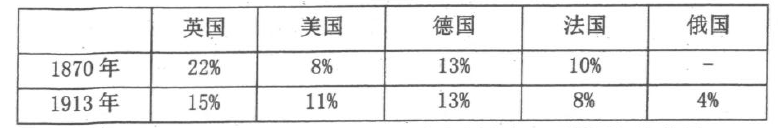 英国 美国 德国 法国 俄国
1870年 22% 8% 13% 10% -
1913年 15% 11% 13% 8% 4%